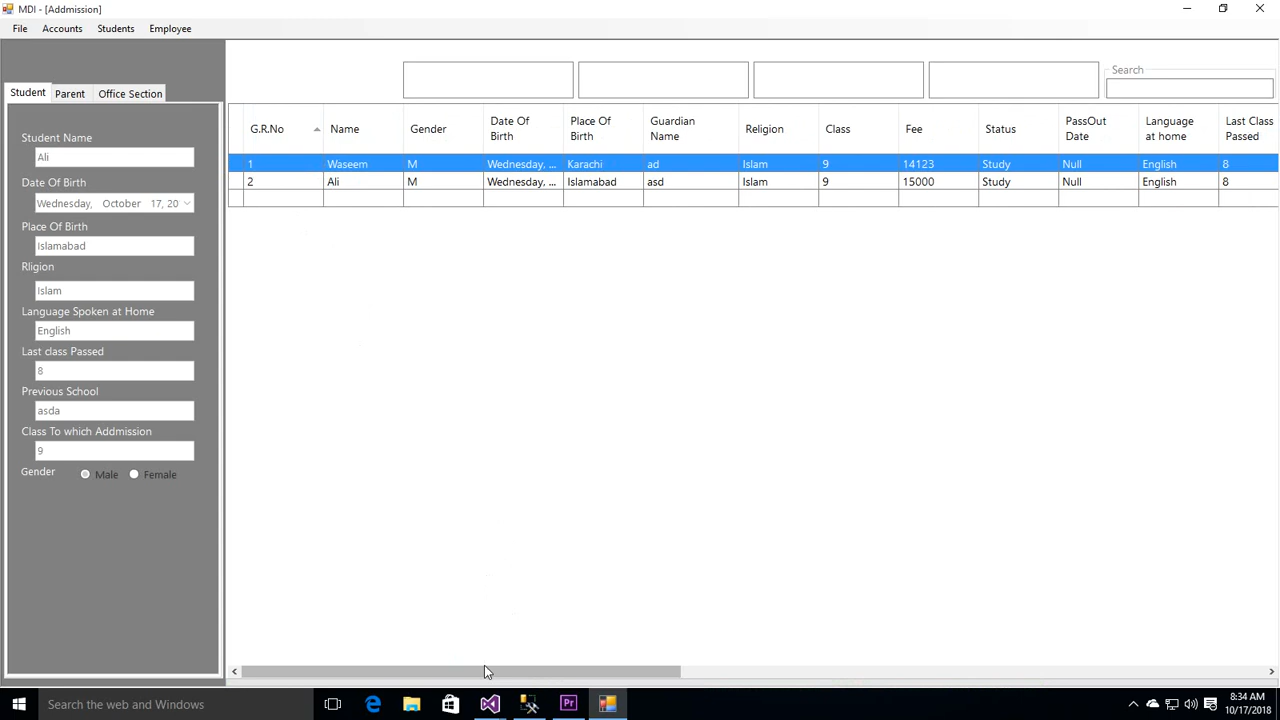 MDI - [Addmission]
File Accounts Students Employee
Student Parent Office Section
Search
Student Name
Ali
Date Of Birth
Wednesday, October 17, 20
Place Of Birth
Islamabad
Rligion
Islam
Language Spoken at Home
English
Last class Passed
8
Previous School
asda
Class To which Addmission
9
Gender Male Female
G.R.No Name Gender Date Of Birth Place Of Birth Guardian Name Religion Class Fee Status PassOut Date Language at home Last Class Passed
1 Waseem M Wednesday, ... Karachi ad Islam 9 14123 Study Null English 8
2 Ali M Wednesday, ... Islamabad asd Islam 9 15000 Study Null English 8
Search the web and Windows
8:34 AM
10/17/2018